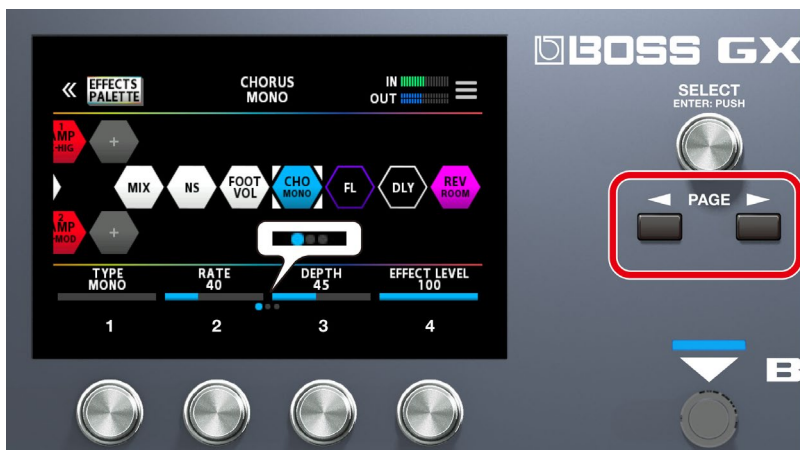 BOSS GX
EFFECTS
PALETTE
CHORUS
MONO
IN
OUT
SELECT
ENTER: PUSH
1
AMP
-HIG
+
MIX
NS
FOOT
VOL
CHO
MONO
FL
DLY
REV
ROOM
2
AMP
-MOD
+
PAGE
TYPE
MONO
RATE
40
DEPTH
45
EFFECT LEVEL
100
1
2
3
4